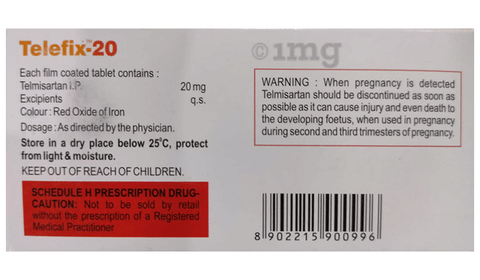 Telefix-20
Each film coated tablet contains :
Telmisartan I.P. 20 mg
Excipients q.s.
Colour : Red Oxide of Iron
Dosage : As directed by the physician.
Store in a dry place below 25°C, protect
from light & moisture.
KEEP OUT OF REACH OF CHILDREN.
SCHEDULE H PRESCRIPTION DRUG-
CAUTION: Not to be sold by retail
without the prescription of a Registered
Medical Practitioner
© 1mg
WARNING : When pregnancy is detected
Telmisartan should be discontinued as soon as
possible as it can cause injury and even death to
the developing foetus, when used in pregnancy
during second and third trimesters of pregnancy.
8 902215 900996